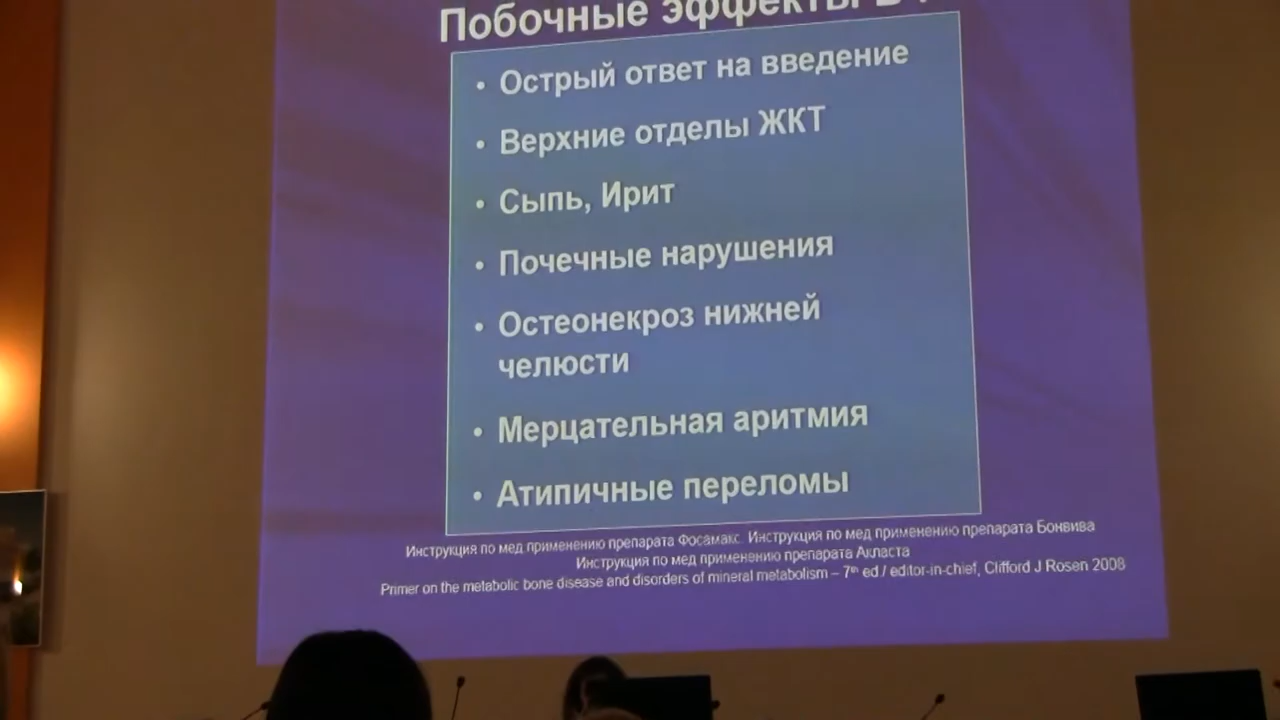 Побочные эффекты
• Острый ответ на введение
• Верхние отделы ЖКТ
• Сыпь, Ирит
• Почечные нарушения
• Остеонекроз нижней
челюсти
• Мерцательная аритмия
• Атипичные переломы
Инструкция по мед применению препарата Фосамакс. Инструкция по мед применению препарата Бонвива
Инструкция по мед применению препарата Акласта
Primer on the metabolic bone disease and disorders of mineral metabolism – 7th ed / editor-in-chief, Clifford J Rosen 2008